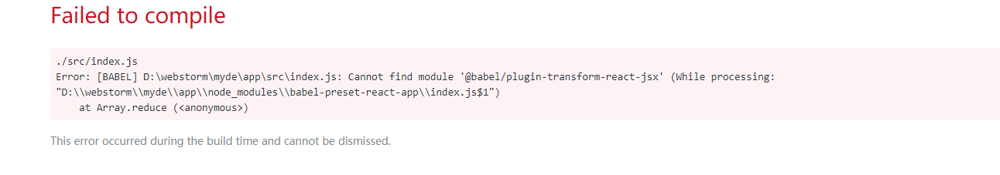 Failed to compile
./src/index.js
Error: [BABEL] D:\webstorm\myde\app\src\index.js: Cannot find module '@babel/plugin-transform-react-jsx' (While processing:
"D:\\webstorm\\myde\\app\\node_modules\\babel-preset-react-app\\index.js$1")
    at Array.reduce (<anonymous>)
This error occurred during the build time and cannot be dismissed.